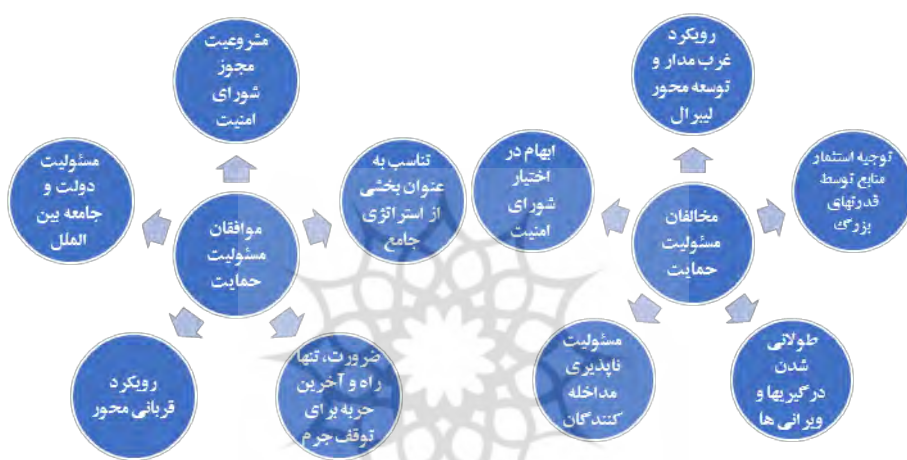 رویکرد
غرب مدار و
توسعه محور
لیبرال
توجیه استثمار
منابع توسط
قدرتهای
بزرگ
طولانی
شدن
درگیریها و
ویرانی ها
مسئولیت
ناپذیری
مداخله
کنندگان
ابهام در
اختیار
شورای
امنیت
مخالفان
مسئولیت
حمایت
مشروعیت
مجوز
شورای
امنیت
تناسب به
عنوان بخشی
از استراتژی
جامع
ضرورت، تنها
راه و آخرین
حربه برای
توقف جرم
رویکرد
قربانی محور
مسئولیت
دولت و
جامعه بین
الملل
موافقان
مسئولیت
حمایت